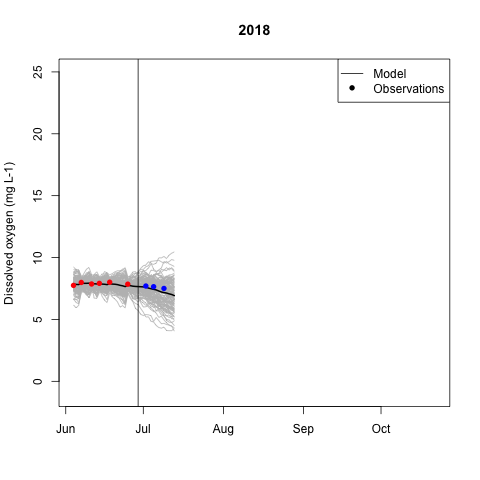 2018
Model
Observations
Dissolved oxygen (mg L-1)
25
20
15
10
5
0
Jun
Jul
Aug
Sep
Oct